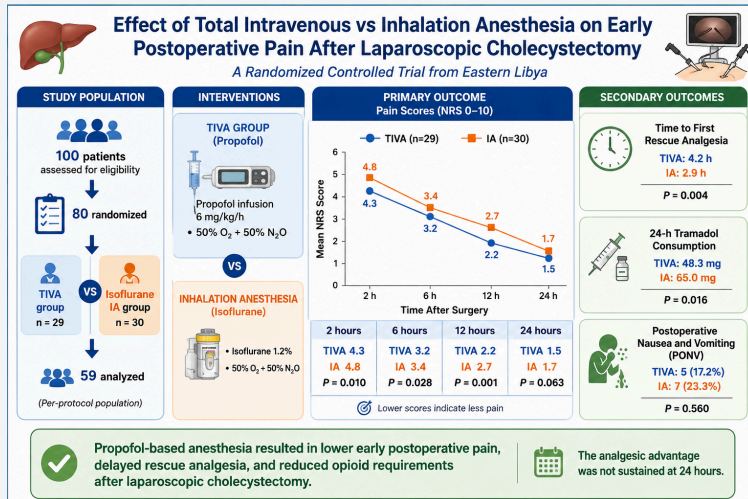 Effect of Total Intravenous vs Inhalation Anesthesia on Early
Postoperative Pain After Laparoscopic Cholecystectomy
A Randomized Controlled Trial from Eastern Libya
STUDY POPULATION
100 patients
assessed for eligibility
80 randomized
TIVA
group
n = 29
VS
Isoflurane
IA group
n = 30
59 analyzed
(Per-protocol population)
INTERVENTIONS
TIVA GROUP
(Propofol)
Propofol infusion
6 mg/kg/h
• 50% O₂ + 50% N₂O
VS
INHALATION ANESTHESIA
(Isoflurane)
• Isoflurane 1.2%
• 50% O₂ + 50% N₂O
PRIMARY OUTCOME
Pain Scores (NRS 0–10)
TIVA (n=29)
IA (n=30)
Mean NRS Score
6
5
4
3
2
1
0
4.8
4.3
3.4
3.2
2.7
2.2
1.7
1.5
2 h
6 h
12 h
24 h
Time After Surgery
2 hours
TIVA 4.3
IA 4.8
P = 0.010
6 hours
TIVA 3.2
IA 3.4
P = 0.028
12 hours
TIVA 2.2
IA 2.7
P = 0.001
24 hours
TIVA 1.5
IA 1.7
P = 0.063
Lower scores indicate less pain
SECONDARY OUTCOMES
Time to First
Rescue Analgesia
TIVA: 4.2 h
IA: 2.9 h
P = 0.004
24-h Tramadol
Consumption
TIVA: 48.3 mg
IA: 65.0 mg
P = 0.016
Postoperative
Nausea and Vomiting
(PONV)
TIVA: 5 (17.2%)
IA: 7 (23.3%)
P = 0.560
Propofol-based anesthesia resulted in lower early postoperative pain,
delayed rescue analgesia, and reduced opioid requirements
after laparoscopic cholecystectomy.
The analgesic advantage
was not sustained at 24 hours.